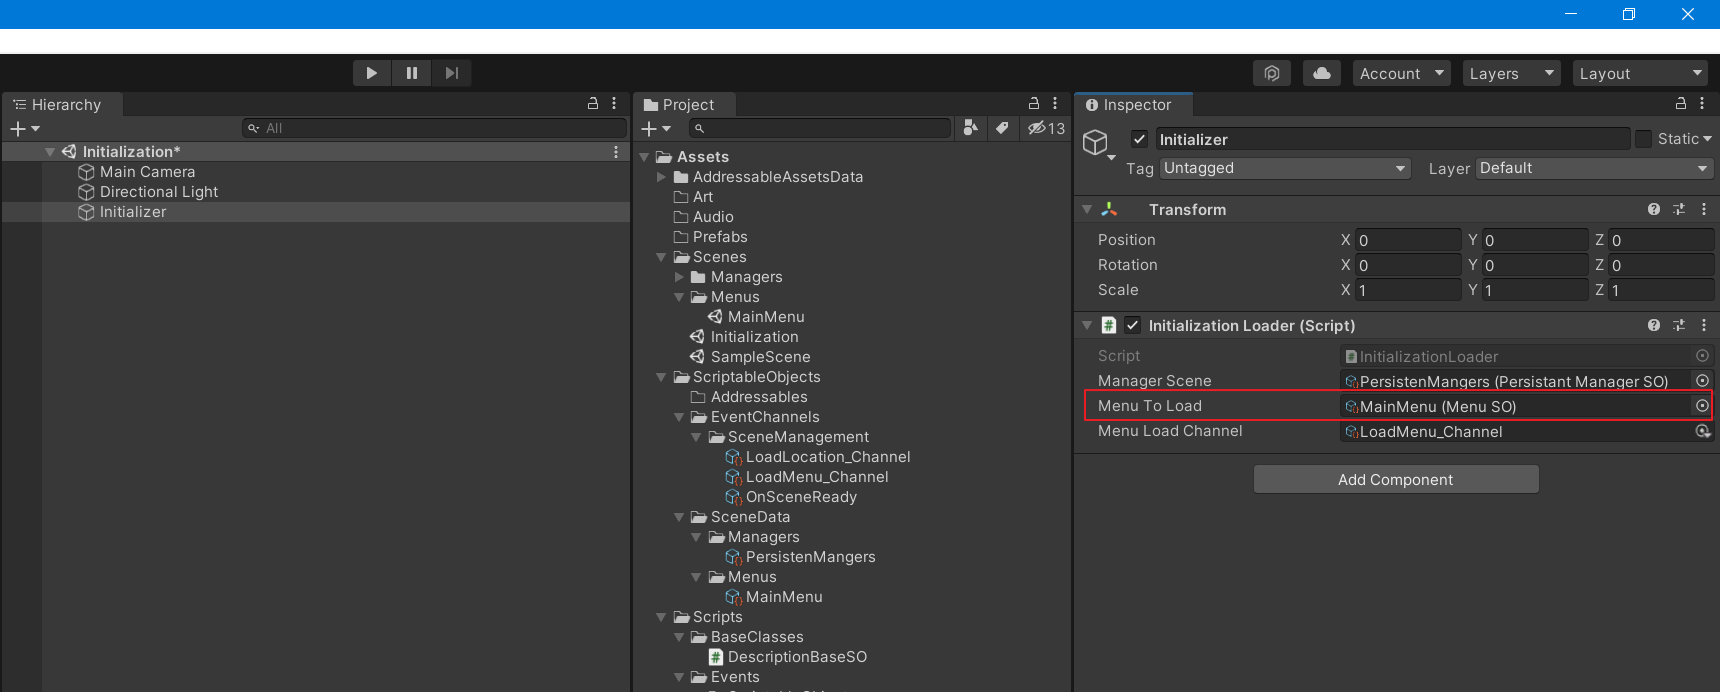 Account
Layers
Layout
Hierarchy
All
Initialization*
Main Camera
Directional Light
Initializer
Project
13
Assets
AddressableAssetsData
Art
Audio
Prefabs
Scenes
Managers
Menus
MainMenu
Initialization
SampleScene
ScriptableObjects
Addressables
EventChannels
SceneManagement
LoadLocation_Channel
LoadMenu_Channel
OnSceneReady
SceneData
Managers
PersistenMangers
Menus
MainMenu
Scripts
BaseClasses
DescriptionBaseSO
Events
Inspector
Initializer
Static
Tag Untagged Layer Default
Transform
Position X 0 Y 0 Z 0
Rotation X 0 Y 0 Z 0
Scale X 1 Y 1 Z 1
Initialization Loader (Script)
Script InitializationLoader
Manager Scene PersistenMangers (Persistant Manager SO)
Menu To Load MainMenu (Menu SO)
Menu Load Channel LoadMenu_Channel
Add Component